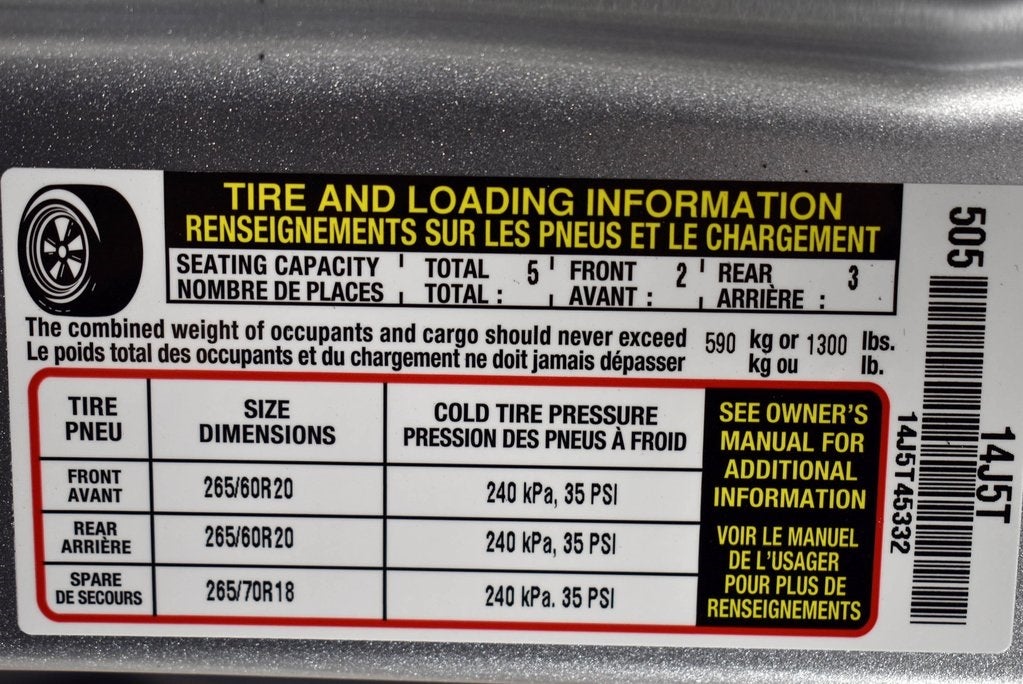 TIRE AND LOADING INFORMATION
RENSEIGNEMENTS SUR LES PNEUS ET LE CHARGEMENT
SEATING CAPACITY TOTAL 5 FRONT 2 REAR 3
NOMBRE DE PLACES TOTAL : AVANT : ARRIÈRE :
The combined weight of occupants and cargo should never exceed 590 kg or 1300 lbs.
Le poids total des occupants et du chargement ne doit jamais dépasser kg ou lb.
TIRE
PNEU
SIZE
DIMENSIONS
COLD TIRE PRESSURE
PRESSION DES PNEUS À FROID
FRONT
AVANT
265/60R20
240 kPa, 35 PSI
REAR
ARRIÈRE
265/60R20
240 kPa, 35 PSI
SPARE
DE SECOURS
265/70R18
240 kPa. 35 PSI
SEE OWNER'S
MANUAL FOR
ADDITIONAL
INFORMATION
VOIR LE MANUEL
DE L'USAGER
POUR PLUS DE
RENSEIGNEMENTS
505
14J5T
14J5T45332